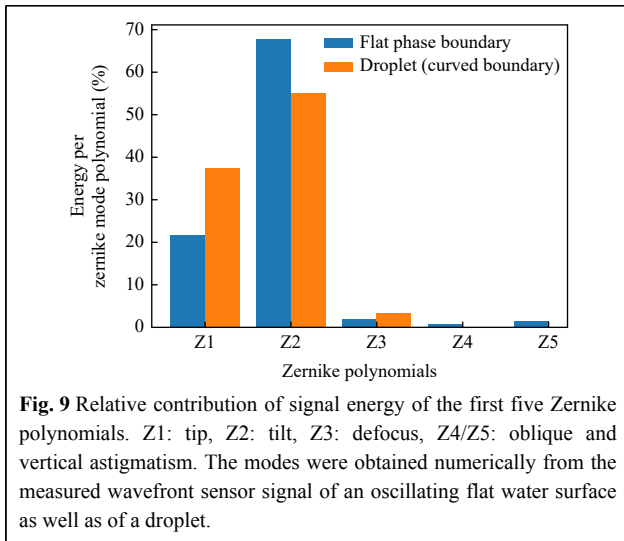 70
60
50
40
30
20
10
0
Energy per
zernike mode polynomial (%)
Flat phase boundary
Droplet (curved boundary)
Z1 Z2 Z3 Z4 Z5
Zernike polynomials
Fig. 9 Relative contribution of signal energy of the first five Zernike
polynomials. Z1: tip, Z2: tilt, Z3: defocus, Z4/Z5: oblique and
vertical astigmatism. The modes were obtained numerically from the
measured wavefront sensor signal of an oscillating flat water surface
as well as of a droplet.